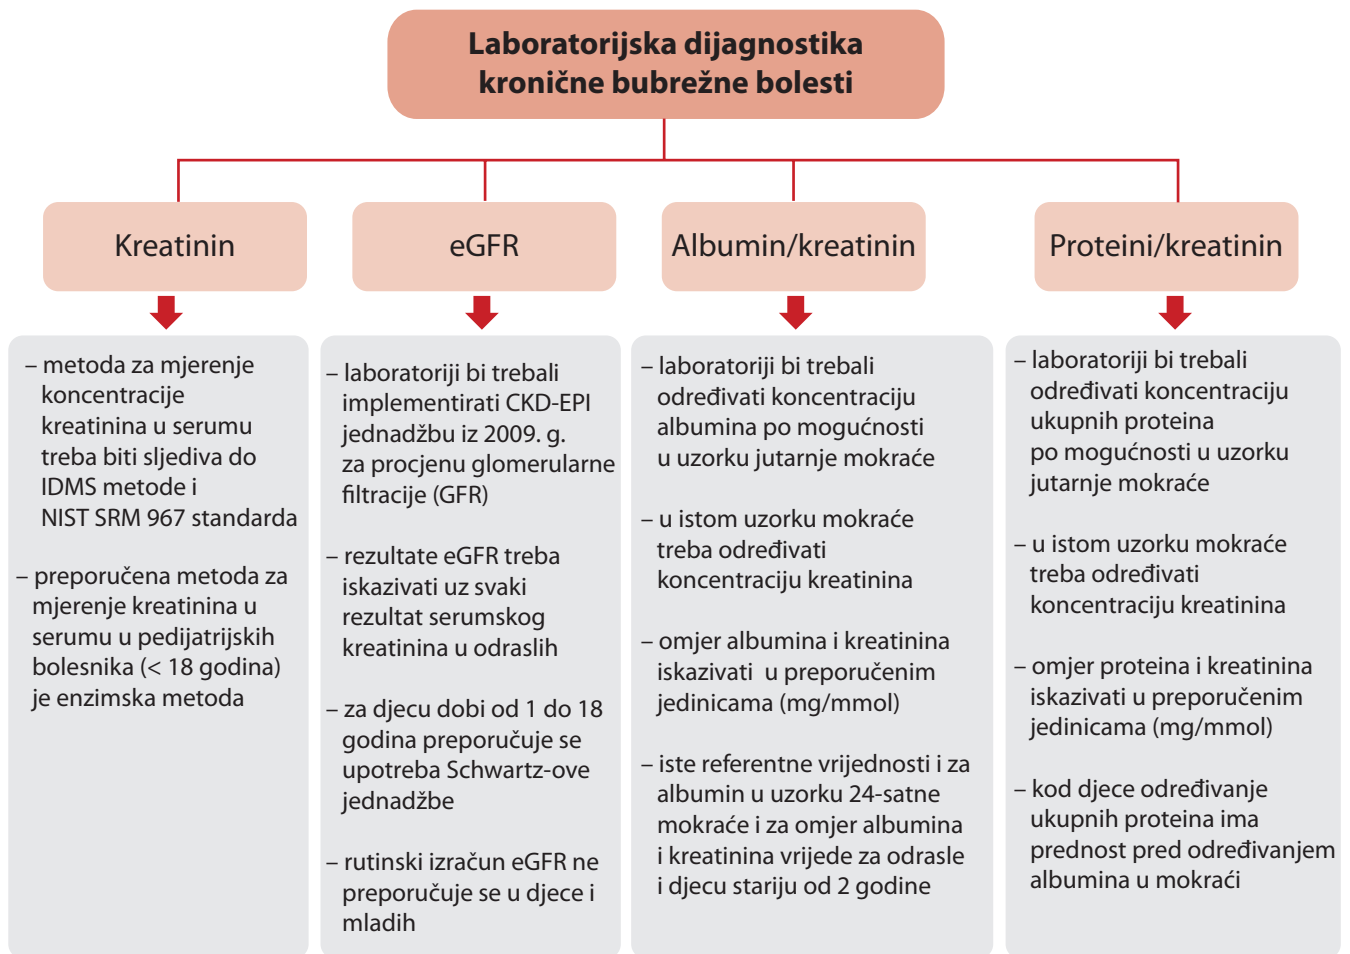 Laboratorijska dijagnostika
kronične bubrežne bolesti
Kreatinin
eGFR
Albumin/kreatinin
Proteini/kreatinin
– metoda za mjerenje
koncentracije
kreatinina u serumu
treba biti sljediva do
IDMS metode i
NIST SRM 967 standarda
– preporučena metoda za
mjerenje kreatinina u
serumu u pedijatrijskih
bolesnika (< 18 godina)
je enzimska metoda
– laboratoriji bi trebali
implementirati CKD-EPI
jednadžbu iz 2009. g.
za procjenu glomerularne
filtracije (GFR)
– rezultate eGFR treba
iskazivati uz svaki
rezultat serumskog
kreatinina u odraslih
– za djecu dobi od 1 do 18
godina preporučuje se
upotreba Schwartz-ove
jednadžbe
– rutinski izračun eGFR ne
preporučuje se u djece i
mladih
– laboratoriji bi trebali
određivati koncentraciju
albumina po mogućnosti
u uzorku jutarnje mokraće
– u istom uzorku mokraće
treba određivati
koncentraciju kreatinina
– omjer albumina i kreatinina
iskazivati u preporučenim
jedinicama (mg/mmol)
– iste referentne vrijednosti i za
albumin u uzorku 24-satne
mokraće i za omjer albumina
i kreatinina vrijede za odrasle
i djecu stariju od 2 godine
– laboratoriji bi trebali
određivati koncentraciju
ukupnih proteina
po mogućnosti u uzorku
jutarnje mokraće
– u istom uzorku mokraće
treba određivati
koncentraciju kreatinina
– omjer proteina i kreatinina
iskazivati u preporučenim
jedinicama (mg/mmol)
– kod djece određivanje
ukupnih proteina ima
prednost pred određivanjem
albumina u mokraći